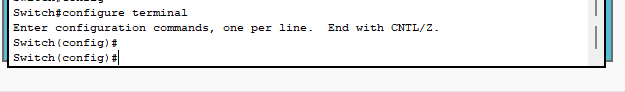 Switch#configure terminal
Enter configuration commands, one per line.  End with CNTL/Z.
Switch(config)#
Switch(config)#